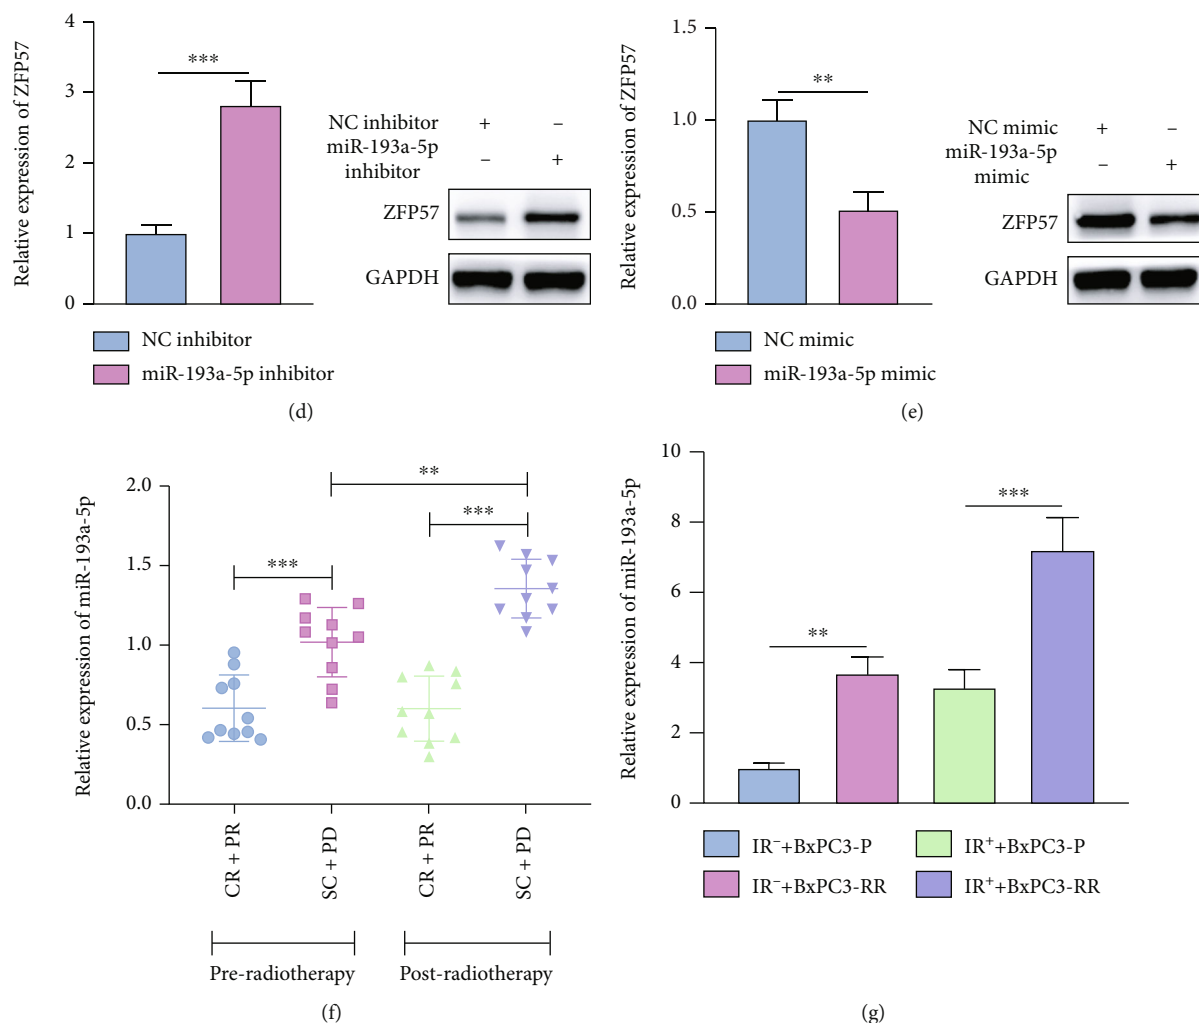 Relative expression of ZFP57
4
3
2
1
0
***
NC inhibitor + −
miR-193a-5p
inhibitor − +
ZFP57
GAPDH
NC inhibitor
miR-193a-5p inhibitor
(d)
Relative expression of ZFP57
1.5
1.0
0.5
0.0
**
NC mimic + −
miR-193a-5p
mimic − +
ZFP57
GAPDH
NC mimic
miR-193a-5p mimic
(e)
Relative expression of miR-193a-5p
2.0
1.5
1.0
0.5
0.0
**
***
***
CR + PR
SC + PD
CR + PR
SC + PD
Pre-radiotherapy
Post-radiotherapy
(f)
Relative expression of miR-193a-5p
10
8
6
4
2
0
**
***
IR⁻+BxPC3-P
IR⁺+BxPC3-P
IR⁻+BxPC3-RR
IR⁺+BxPC3-RR
(g)